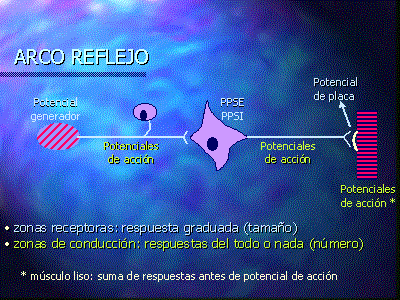 ARCO REFLEJO
Potencial
de placa
Potencial
generador
PPSE
PPSI
Potenciales
de acción
Potenciales
de acción
Potenciales
de acción *
• zonas receptoras: respuesta graduada (tamaño)
• zonas de conducción: respuestas del todo o nada (número)
* músculo liso: suma de respuestas antes de potencial de acción